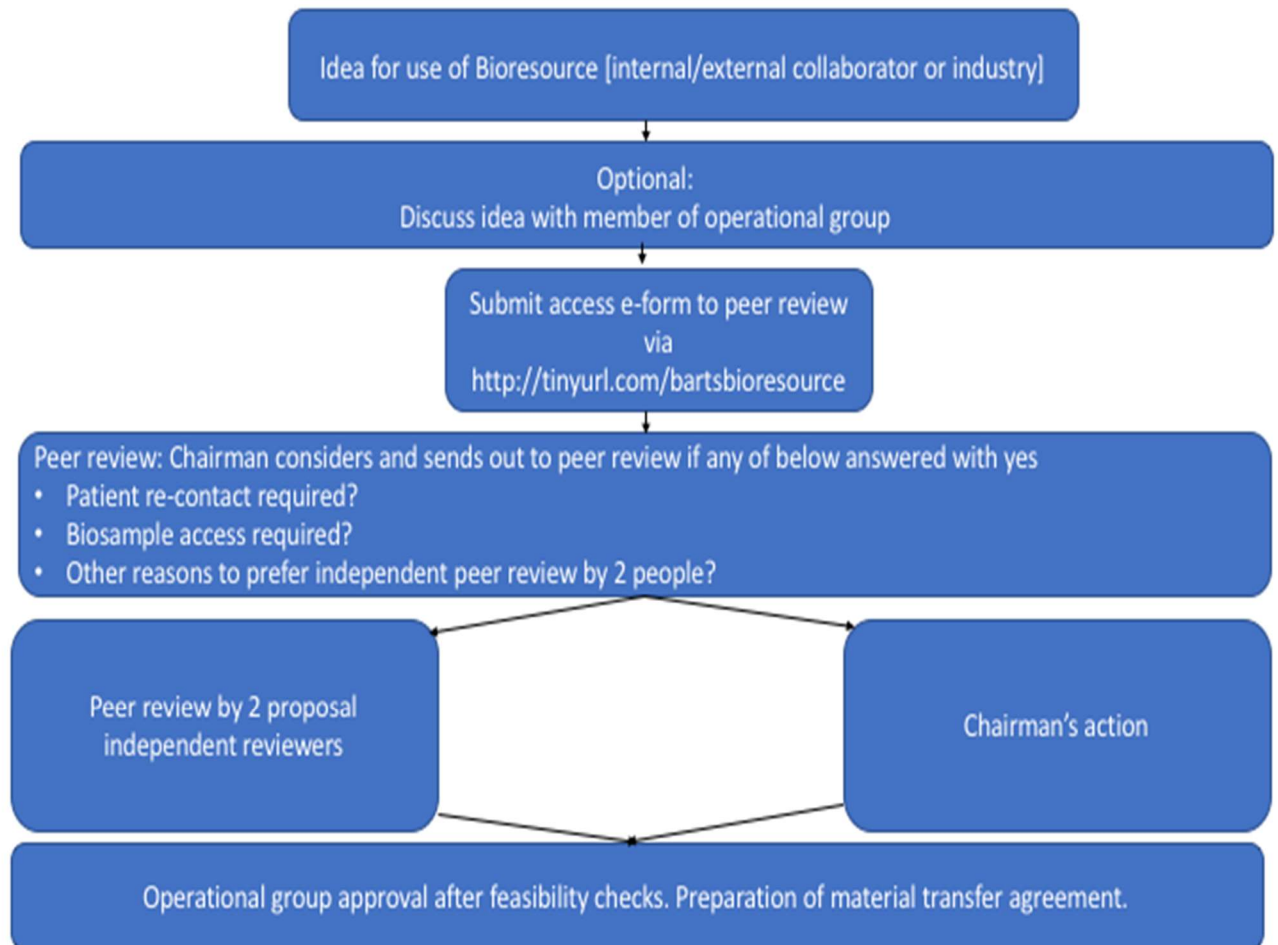 Idea for use of Bioresource [internal/external collaborator or industry]
Optional:
Discuss idea with member of operational group
Submit access e-form to peer review
via
http://tinyurl.com/bartsbioresource
Peer review: Chairman considers and sends out to peer review if any of below answered with yes
• Patient re-contact required?
• Biosample access required?
• Other reasons to prefer independent peer review by 2 people?
Peer review by 2 proposal
independent reviewers
Chairman’s action
Operational group approval after feasibility checks. Preparation of material transfer agreement.